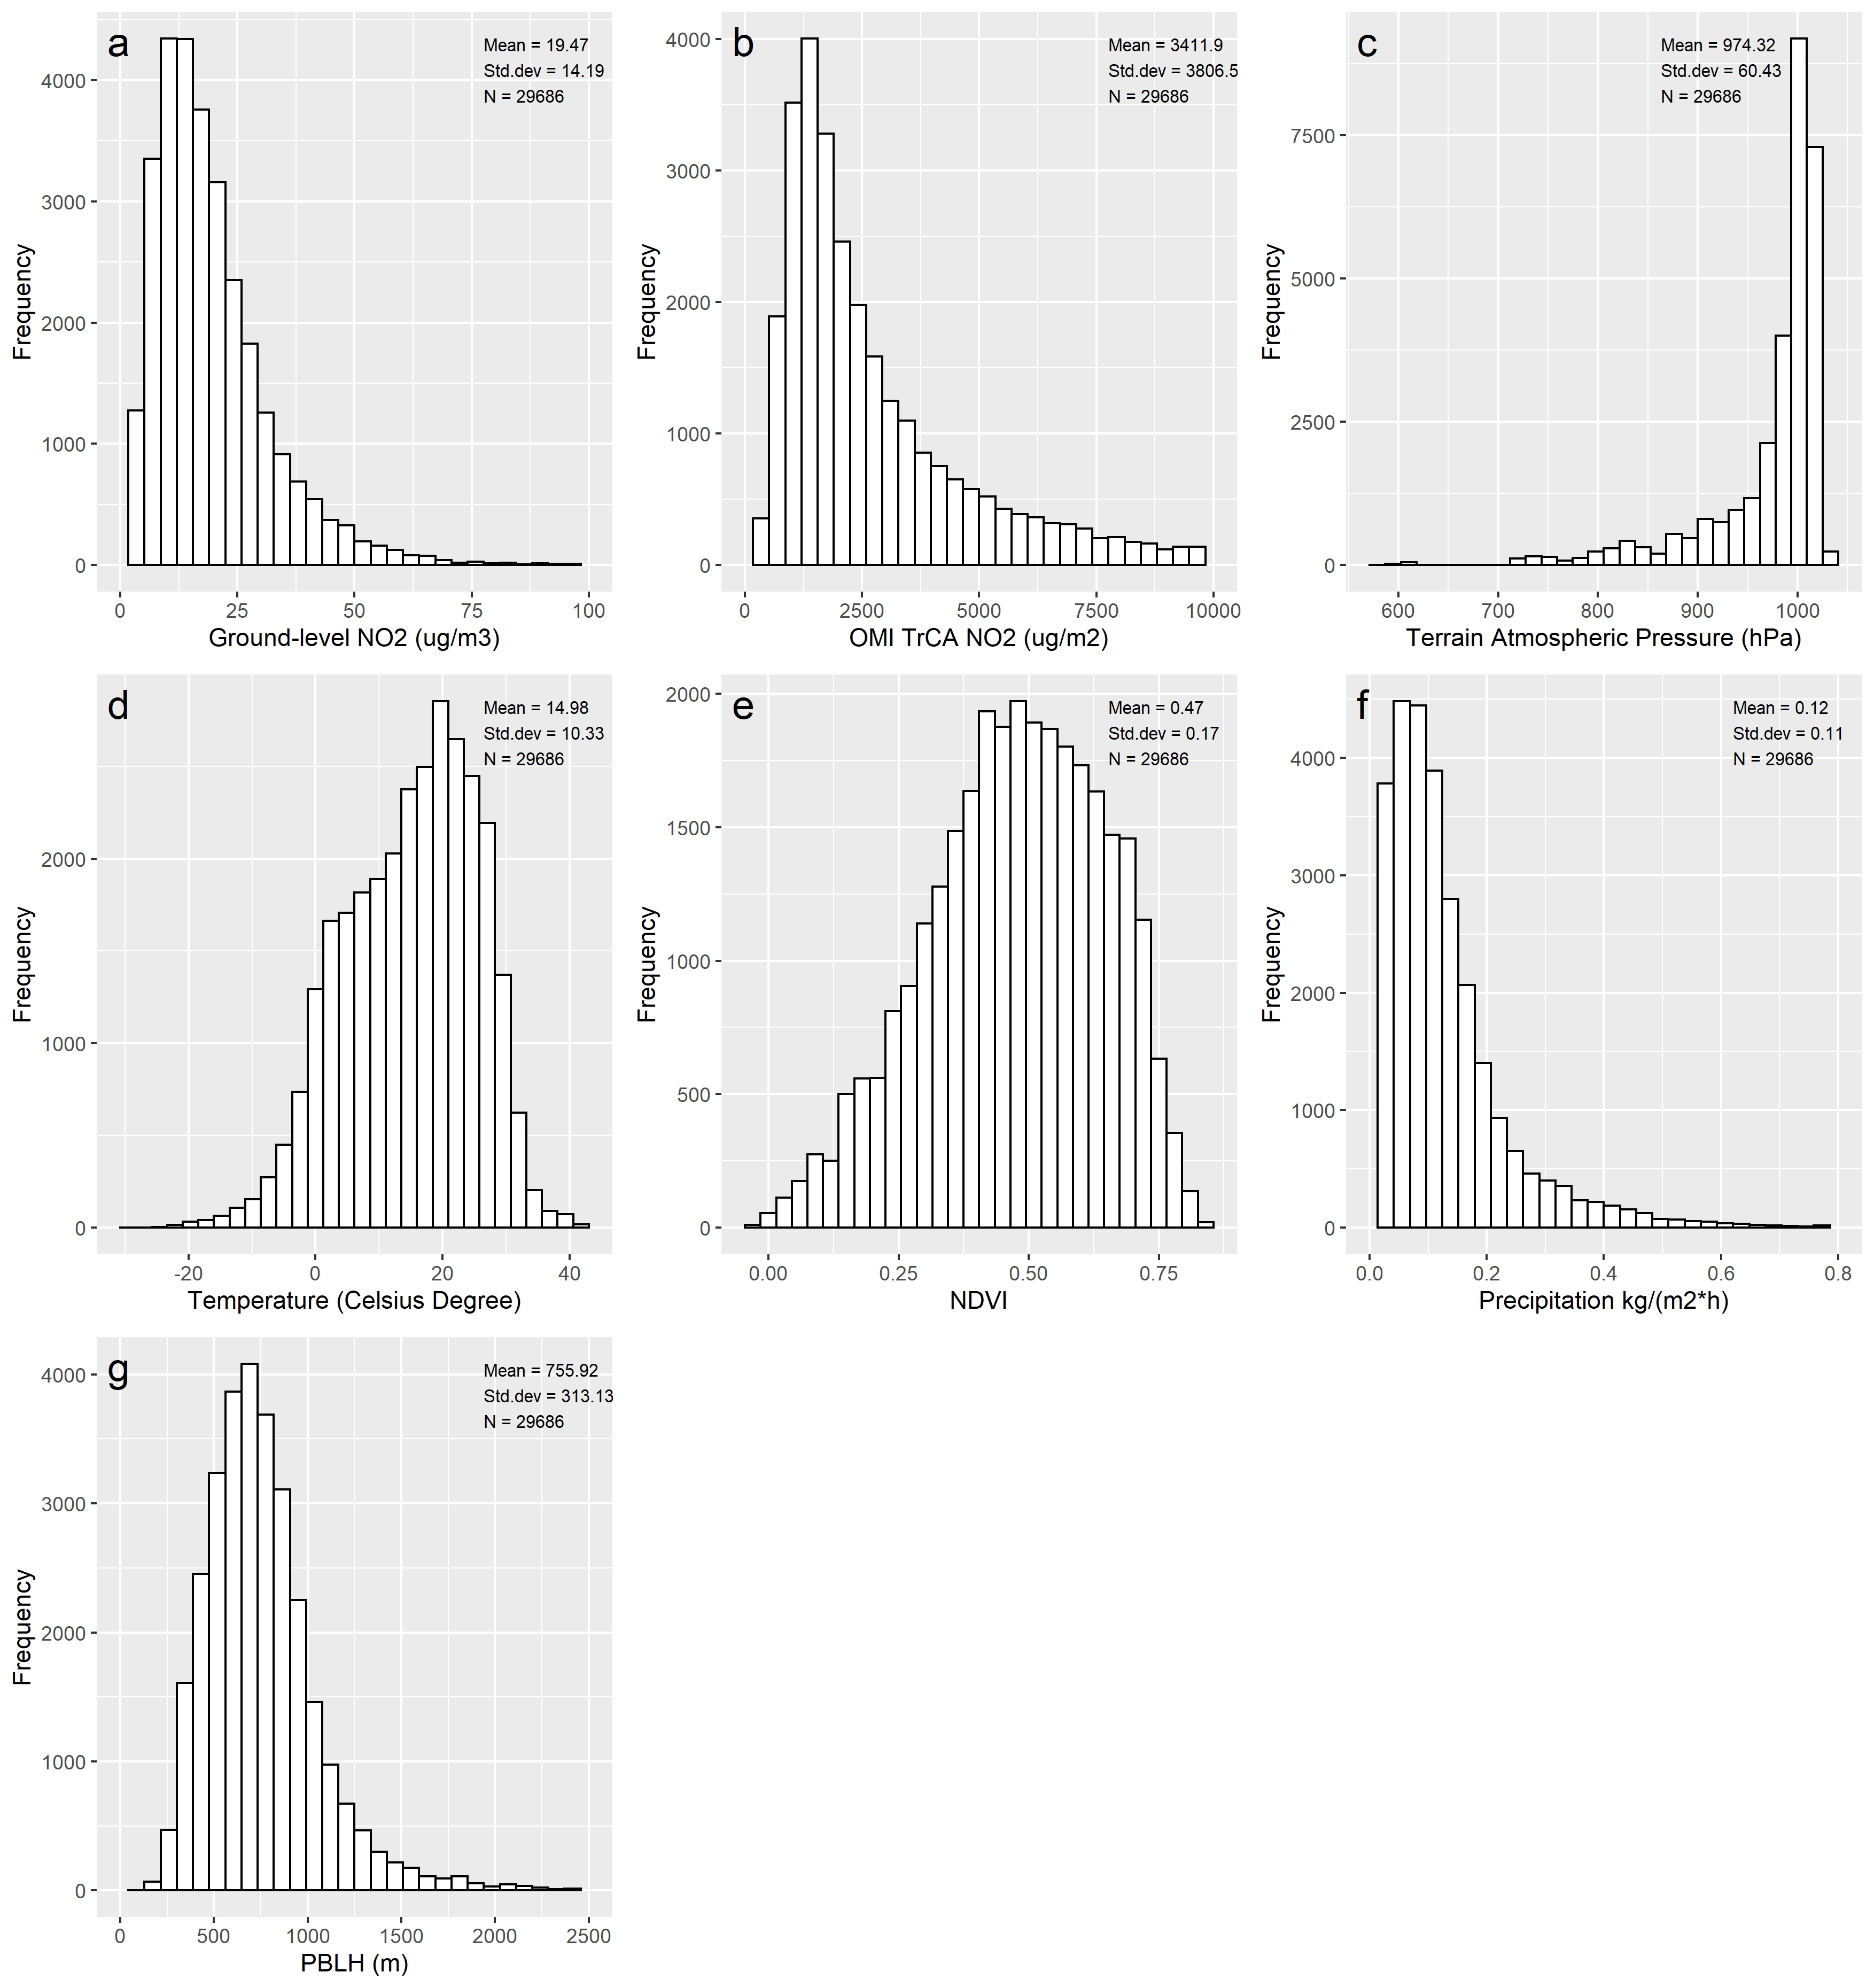 a
Mean = 19.47
Std.dev = 14.19
N = 29686
Frequency
4000
3000
2000
1000
0
0 25 50 75 100
Ground-level NO2 (ug/m3)
b
Mean = 3411.9
Std.dev = 3806.5
N = 29686
Frequency
4000
3000
2000
1000
0
0 2500 5000 7500 10000
OMI TrCA NO2 (ug/m2)
c
Mean = 974.32
Std.dev = 60.43
N = 29686
Frequency
7500
5000
2500
0
600 700 800 900 1000
Terrain Atmospheric Pressure (hPa)
d
Mean = 14.98
Std.dev = 10.33
N = 29686
Frequency
2000
1000
0
-20 0 20 40
Temperature (Celsius Degree)
e
Mean = 0.47
Std.dev = 0.17
N = 29686
Frequency
2000
1500
1000
500
0
0.00 0.25 0.50 0.75
NDVI
f
Mean = 0.12
Std.dev = 0.11
N = 29686
Frequency
4000
3000
2000
1000
0
0.0 0.2 0.4 0.6 0.8
Precipitation kg/(m2*h)
g
Mean = 755.92
Std.dev = 313.13
N = 29686
Frequency
4000
3000
2000
1000
0
0 500 1000 1500 2000 2500
PBLH (m)